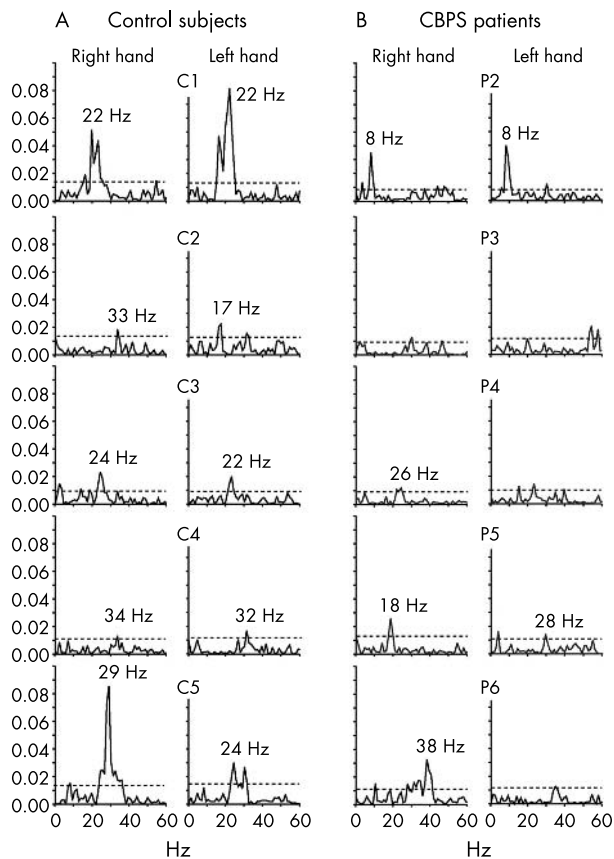 A Control subjects B CBPS patients
Right hand Left hand Right hand Left hand
C1 P2
0.08 22 Hz 22 Hz
0.06 8 Hz 8 Hz
0.04
0.02
0.00
C2 P3
0.08
0.06
0.04 33 Hz 17 Hz
0.02
0.00
C3 P4
0.08
0.06
0.04 24 Hz 22 Hz 26 Hz
0.02
0.00
C4 P5
0.08
0.06
0.04 34 Hz 32 Hz 18 Hz 28 Hz
0.02
0.00
29 Hz C5 P6
0.08
0.06
0.04 24 Hz 38 Hz
0.02
0.00
0 20 40 60 0 20 40 60 0 20 40 60 0 20 40 60
Hz Hz